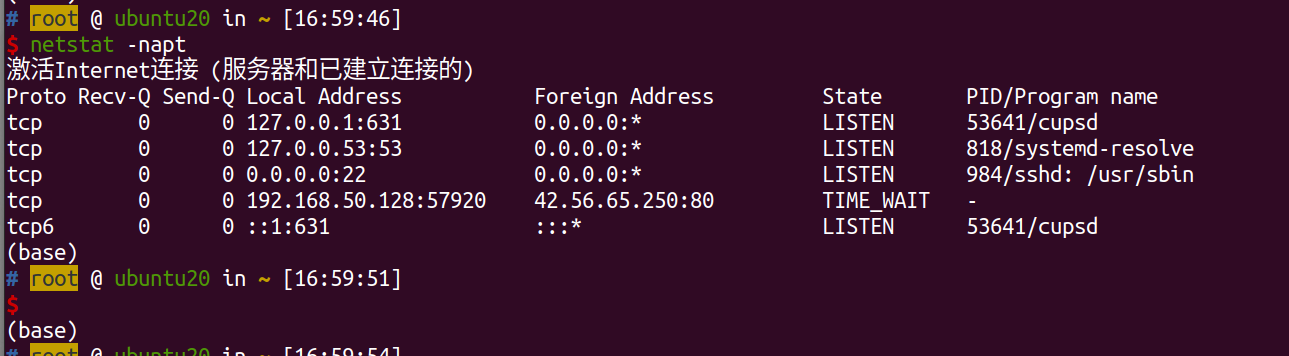 (base)
# root @ ubuntu20 in ~ [16:59:46]
$ netstat -napt
激活Internet连接 (服务器和已建立连接的)
Proto Recv-Q Send-Q Local Address Foreign Address State PID/Program name
tcp 0 0 127.0.0.1:631 0.0.0.0:* LISTEN 53641/cupsd
tcp 0 0 127.0.0.53:53 0.0.0.0:* LISTEN 818/systemd-resolve
tcp 0 0 0.0.0.0:22 0.0.0.0:* LISTEN 984/sshd: /usr/sbin
tcp 0 0 192.168.50.128:57920 42.56.65.250:80 TIME_WAIT -
tcp6 0 0 ::1:631 :::* LISTEN 53641/cupsd
(base)
# root @ ubuntu20 in ~ [16:59:51]
$
(base)
# root @ ubuntu20 in ~ [16:59:54]